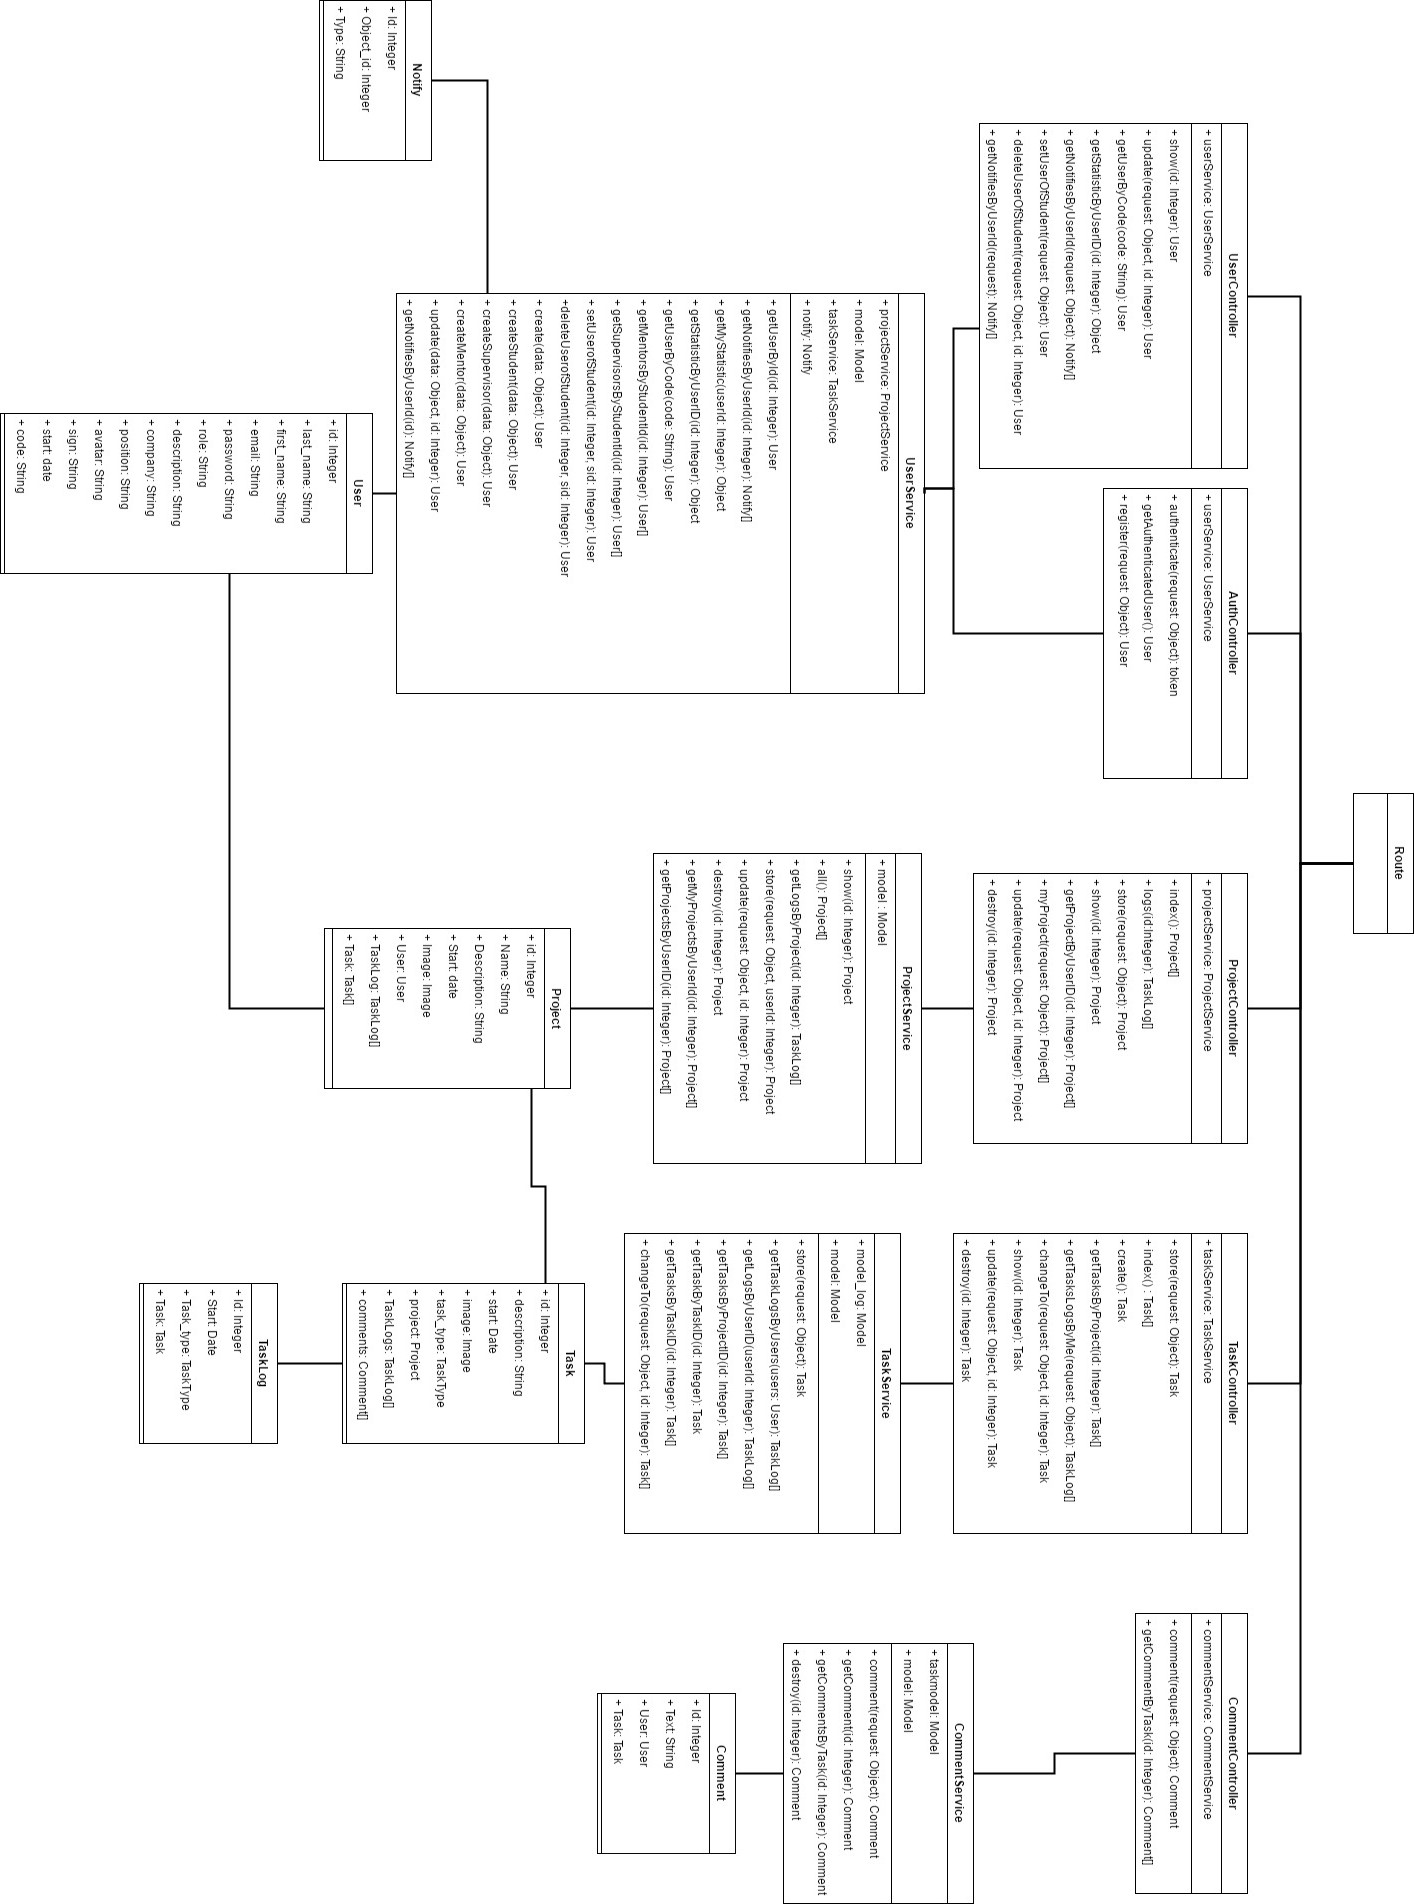 Route
UserController
+ userService: UserService
+ show(id: Integer): User
+ update(request: Object, id: Integer): User
+ getUserByCode(code: String): User
+ getStatisticByUserID(id: Integer): Object
+ getNotifiesByUserId(request: Object): Notify[]
+ setUserOfStudent(request: Object): User
+ deleteUserOfStudent(request: Object, id: Integer): User
+ getNotifiesByUserId(request): Notify[]
AuthController
+ userService: UserService
+ authenticate(request: Object): token
+ getAuthenticatedUser(): User
+ register(request: Object): User
ProjectController
+ projectService: ProjectService
+ index(): Project[]
+ logs(id:Integer): TaskLog[]
+ store(request: Object): Project
+ show(id: Integer): Project
+ getProjectByUserID(id: Integer): Project[]
+ myProject(request: Object): Project[]
+ update(request: Object, id: Integer): Project
+ destroy(id: Integer): Project
TaskController
+ taskService: TaskService
+ store(request: Object): Task
+ index() : Task[]
+ create(): Task
+ getTasksByProject(id: Integer): Task[]
+ getTasksLogsByMe(request: Object): TaskLog[]
+ changeTo(request: Object, id: Integer): Task
+ show(id: Integer): Task
+ update(request: Object, id: Integer): Task
+ destroy(id: Integer): Task
CommentController
+ commentService: CommentService
+ comment(request: Object): Comment
+ getCommentByTask(id: Integer): Comment[]
UserService
+ projectService: ProjectService
+ model: Model
+ taskService: TaskService
+ notify: Notify
+ getUserById(id: Integer): User
+ getNotifiesByUserId(id: Integer): Notify[]
+ getMyStatistic(userId: Integer): Object
+ getStatisticByUserID(id: Integer): Object
+ getUserByCode(code: String): User
+ getMentorsByStudentId(id: Integer): User[]
+ getSupervisorsByStudentId(id: Integer): User[]
+ setUserofStudent(id: Integer, sid: Integer): User
+deleteUserofStudent(id: Integer, sid: Integer): User
+ create(data: Object): User
+ createStudent(data: Object): User
+ createSupervisor(data: Object): User
+ createMentor(data: Object): User
+ update(data: Object, id: Integer): User
+ getNotifiesByUserId(id): Notify[]
ProjectService
+ model : Model
+ show(id: Integer): Project
+ all(): Project[]
+ getLogsByProject(id: Integer): TaskLog[]
+ store(request: Object, userId: Integer): Project
+ update(request: Object, id: Integer): Project
+ destroy(id: Integer): Project
+ getMyProjectsByUserId(id: Integer): Project[]
+ getProjectsByUserID(id: Integer): Project[]
TaskService
+ model_log: Model
+ model: Model
+ store(request: Object): Task
+ getTaskLogsByUsers(users: User): TaskLog[]
+ getLogsByUserID(userId: Integer): TaskLog[]
+ getTasksByProjectID(id: Integer): Task[]
+ getTaskByTaskID(id: Integer): Task
+ getTasksByTaskID(id: Integer): Task[]
+ changeTo(request: Object, id: Integer): Task[]
CommentService
+ taskmodel: Model
+ model: Model
+ comment(request: Object): Comment
+ getComment(id: Integer): Comment
+ getCommentsByTask(id: Integer): Comment
+ destroy(id: Integer): Comment
Notify
+ Id: Integer
+ Object_id: Integer
+ Type: String
User
+ id: Integer
+ last_name: String
+ first_name: String
+ email: String
+ password: String
+ role: String
+ description: String
+ company: String
+ position: String
+ avatar: String
+ sign: String
+ start: date
+ code: String
Project
+ id: Integer
+ Name: String
+ Description: String
+ Start: date
+ Image: Image
+ User: User
+ TaskLog: TaskLog[]
+ Task: Task[]
Task
+ id: Integer
+ description: String
+ start: Date
+ image: Image
+ task_type: TaskType
+ project: Project
+ TaskLogs: TaskLog[]
+ comments: Comment[]
TaskLog
+ Id: Integer
+ Start: Date
+ Task_type: TaskType
+ Task: Task
Comment
+ Id: Integer
+ Text: String
+ User: User
+ Task: Task